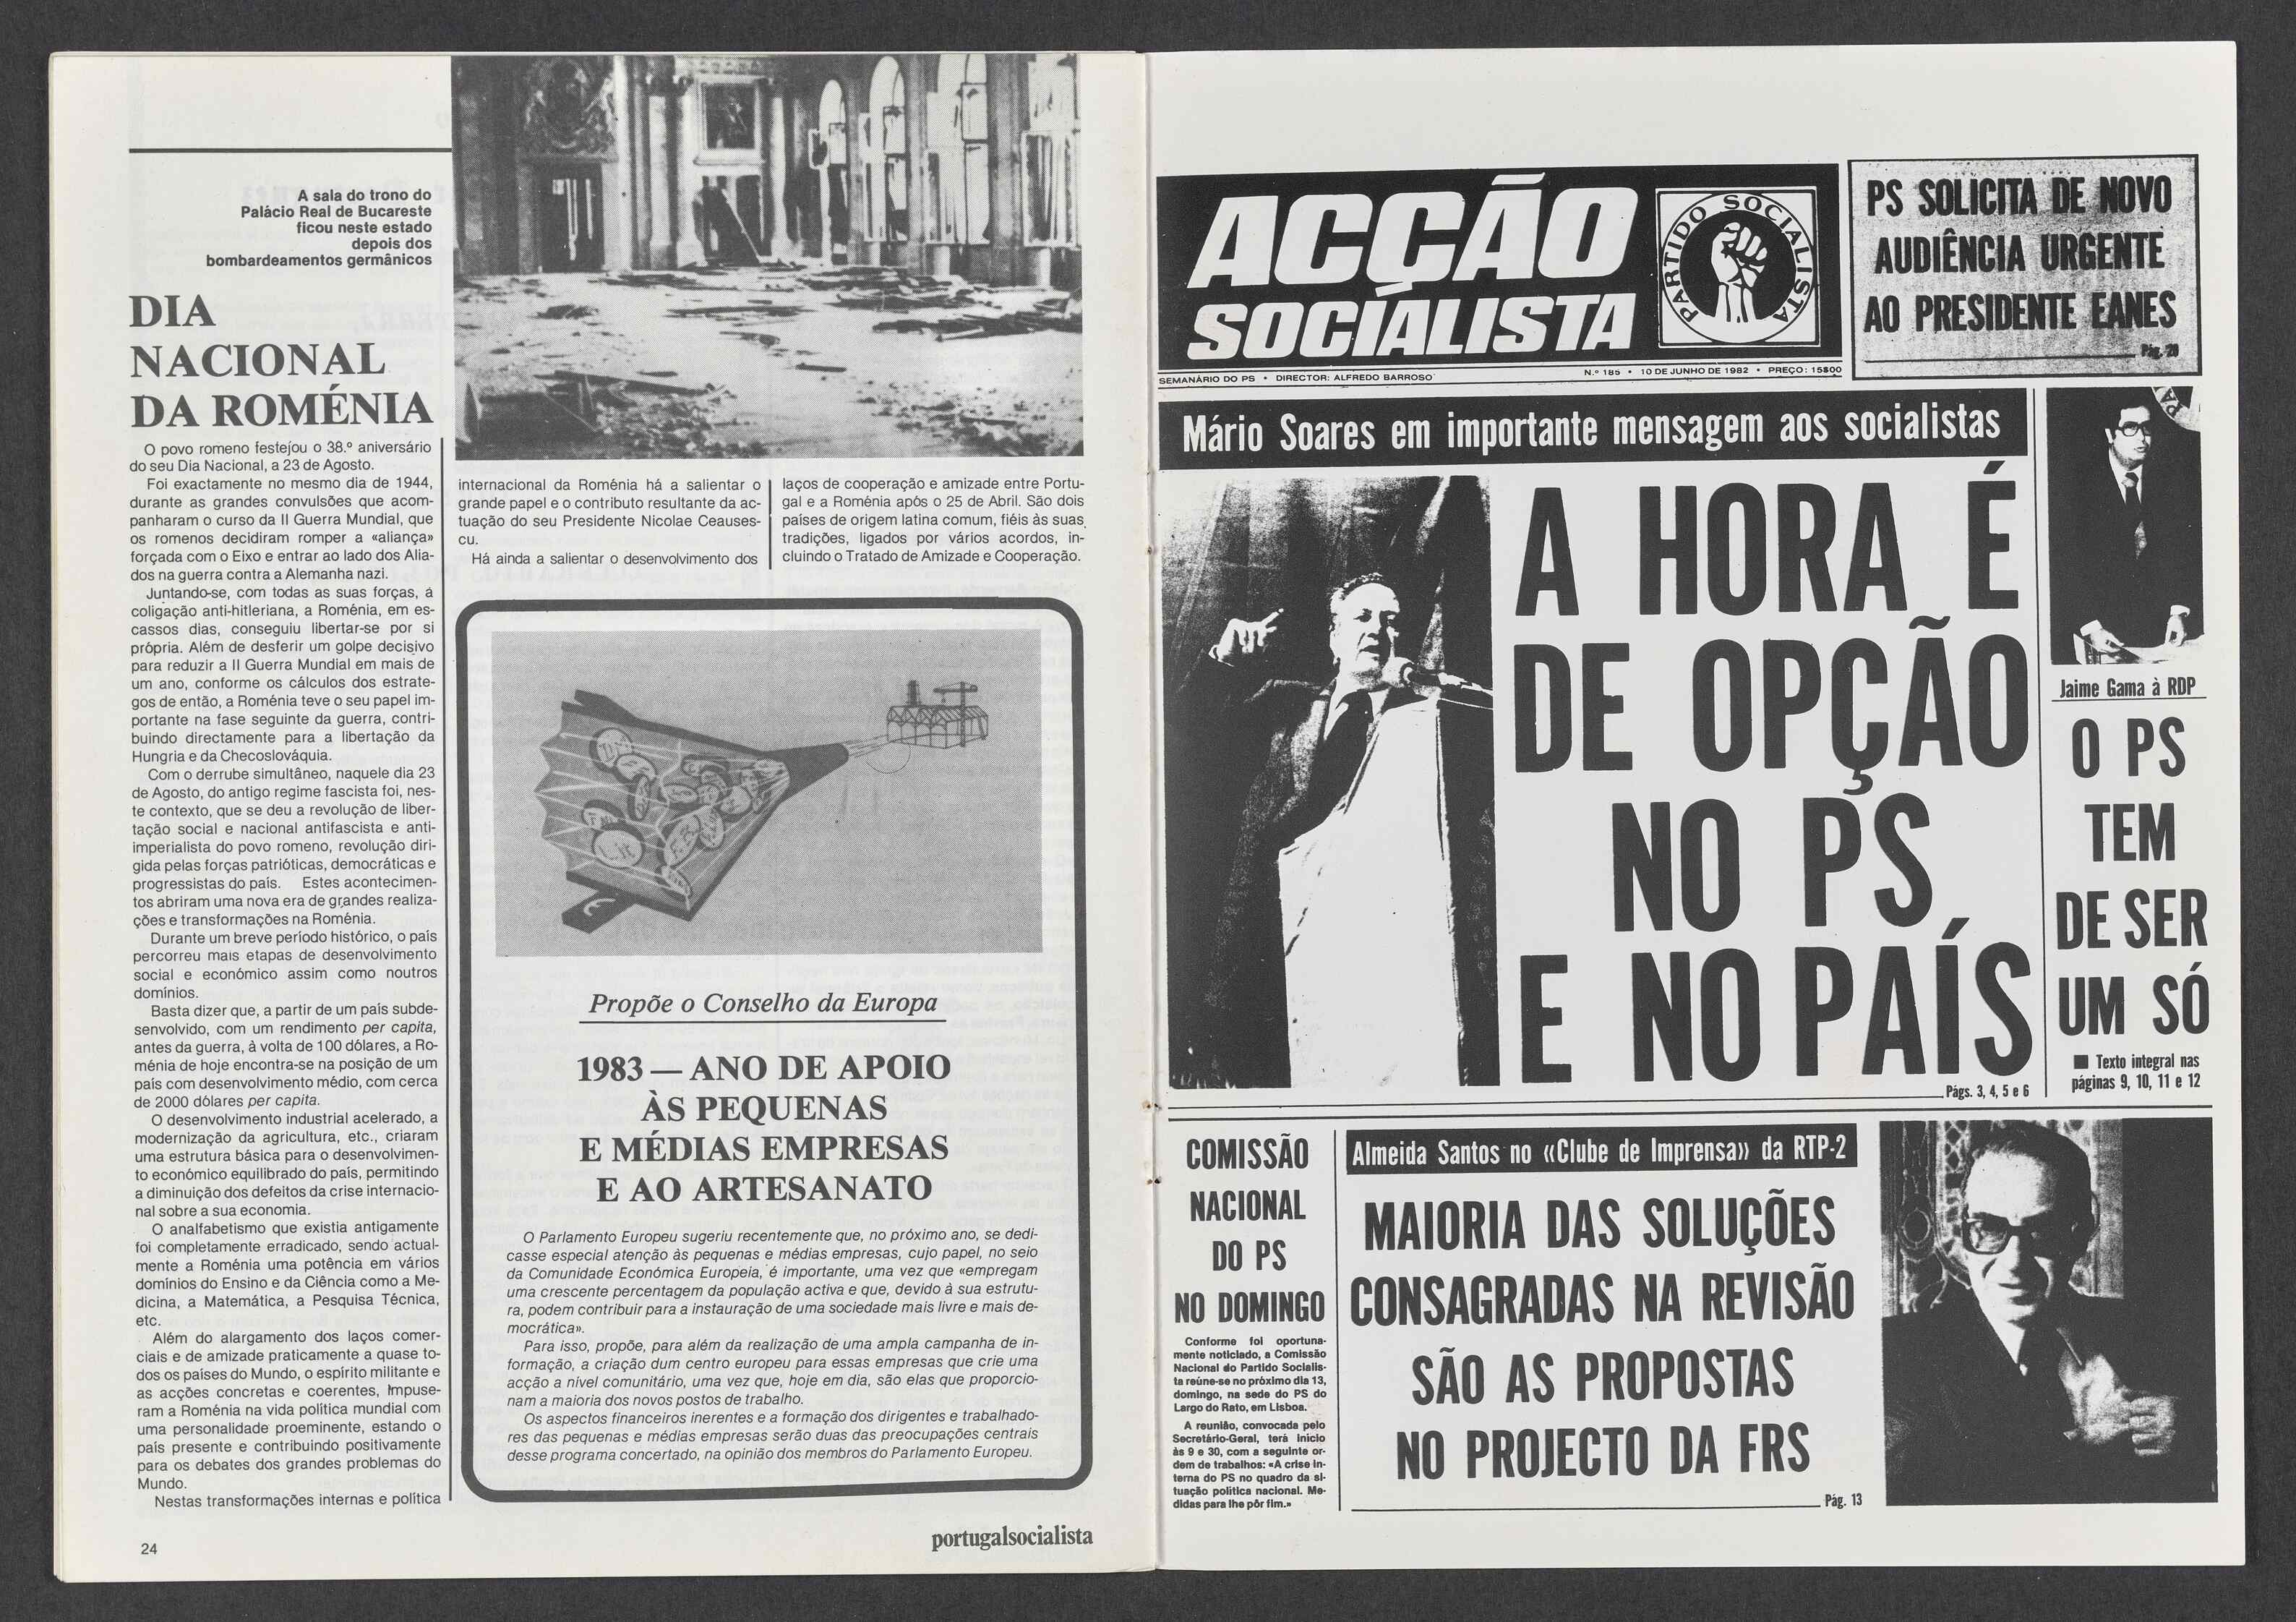 A sala do trono do
Palácio Real de Bucareste
ficou neste estado
depois dos
bombardeamentos germânicos
DIA
NACIONAL
DA ROMÉNIA
O povo romeno festejou o 38.º aniversário
do seu Dia Nacional, a 23 de Agosto.
Foi exactamente no mesmo dia de 1944,
durante as grandes convulsões que acom-
panharam o curso da II Guerra Mundial, que
os romenos decidiram romper a «aliança»
forçada com o Eixo e entrar ao lado dos Alia-
dos na guerra contra a Alemanha nazi.
Juntando-se, com todas as suas forças, á
coligação anti-hitleriana, a Roménia, em es-
cassos dias, conseguiu libertar-se por si
própria. Além de desferir um golpe decisivo
para reduzir a II Guerra Mundial em mais de
um ano, conforme os cálculos dos estrate-
gos de então, a Roménia teve o seu papel im-
portante na fase seguinte da guerra, contri-
buindo directamente para a libertação da
Hungria e da Checoslováquia.
Com o derrube simultâneo, naquele dia 23
de Agosto, do antigo regime fascista foi, nes-
te contexto, que se deu a revolução de liber-
tação social e nacional antifascista e anti-
imperialista do povo romeno, revolução diri-
gida pelas forças patrióticas, democráticas e
progressistas do país. Estes acontecimen-
tos abriram uma nova era de grandes realiza-
ções e transformações na Roménia.
Durante um breve período histórico, o país
percorreu mais etapas de desenvolvimento
social e económico assim como noutros
domínios.
Basta dizer que, a partir de um país subde-
senvolvido, com um rendimento per capita,
antes da guerra, à volta de 100 dólares, a Ro-
ménia de hoje encontra-se na posição de um
país com desenvolvimento médio, com cerca
de 2000 dólares per capita.
O desenvolvimento industrial acelerado, a
modernização da agricultura, etc., criaram
uma estrutura básica para o desenvolvimen-
to económico equilibrado do país, permitindo
a diminuição dos defeitos da crise internacio-
nal sobre a sua economia.
O analfabetismo que existia antigamente
foi completamente erradicado, sendo actual-
mente a Roménia uma potência em vários
domínios do Ensino e da Ciência como a Me-
dicina, a Matemática, a Pesquisa Técnica,
etc.
Além do alargamento dos laços comer-
ciais e de amizade praticamente a quase to-
dos os países do Mundo, o espírito militante e
as acções concretas e coerentes, impuse-
ram a Roménia na vida política mundial com
uma personalidade proeminente, estando o
país presente e contribuindo positivamente
para os debates dos grandes problemas do
Mundo.
Nestas transformações internas e política
internacional da Roménia há a salientar o
grande papel e o contributo resultante da ac-
tuação do seu Presidente Nicolae Ceauses-
cu.
Há ainda a salientar o desenvolvimento dos
laços de cooperação e amizade entre Portu-
gal e a Roménia após o 25 de Abril. São dois
países de origem latina comum, fiéis às suas
tradições, ligados por vários acordos, in-
cluindo o Tratado de Amizade e Cooperação.
Propõe o Conselho da Europa
1983 — ANO DE APOIO
ÀS PEQUENAS
E MÉDIAS EMPRESAS
E AO ARTESANATO
O Parlamento Europeu sugeriu recentemente que, no próximo ano, se dedi-
casse especial atenção às pequenas e médias empresas, cujo papel, no seio
da Comunidade Económica Europeia, é importante, uma vez que «empregam
uma crescente percentagem da população activa e que, devido à sua estrutu-
ra, podem contribuir para a instauração de uma sociedade mais livre e mais de-
mocrática».
Para isso, propõe, para além da realização de uma ampla campanha de in-
formação, a criação dum centro europeu para essas empresas que crie uma
acção a nível comunitário, uma vez que, hoje em dia, são elas que proporcio-
nam a maioria dos novos postos de trabalho.
Os aspectos financeiros inerentes e a formação dos dirigentes e trabalhado-
res das pequenas e médias empresas serão duas das preocupações centrais
desse programa concertado, na opinião dos membros do Parlamento Europeu.
24
portugalsocialista
ACÇÃO
SOCIALISTA
PARTIDO SOCIALISTA
SEMANÁRIO DO PS • DIRECTOR: ALFREDO BARROSO
N.º 185 • 10 DE JUNHO DE 1982 • PREÇO: 15$00
PS SOLICITA DE NOVO
AUDIÊNCIA URGENTE
AO PRESIDENTE EANES
Pág. 20
Mário Soares em importante mensagem aos socialistas
A HORA É
DE OPÇÃO
NO PS
E NO PAÍS
Págs. 3, 4, 5 e 6
Jaime Gama à RDP
O PS
TEM
DE SER
UM SÓ
■ Texto integral nas
páginas 9, 10, 11 e 12
COMISSÃO
NACIONAL
DO PS
NO DOMINGO
Conforme foi oportuna-
mente noticiado, a Comissão
Nacional do Partido Socialis-
ta reúne-se no próximo dia 13,
domingo, na sede do PS do
Largo do Rato, em Lisboa.
A reunião, convocada pelo
Secretário-Geral, terá início
às 9 e 30, com a seguinte or-
dem de trabalhos: «A crise in-
terna do PS no quadro da si-
tuação política nacional. Me-
didas para lhe pôr fim.»
Almeida Santos no «Clube de Imprensa» da RTP-2
MAIORIA DAS SOLUÇÕES
CONSAGRADAS NA REVISÃO
SÃO AS PROPOSTAS
NO PROJECTO DA FRS
Pág. 13